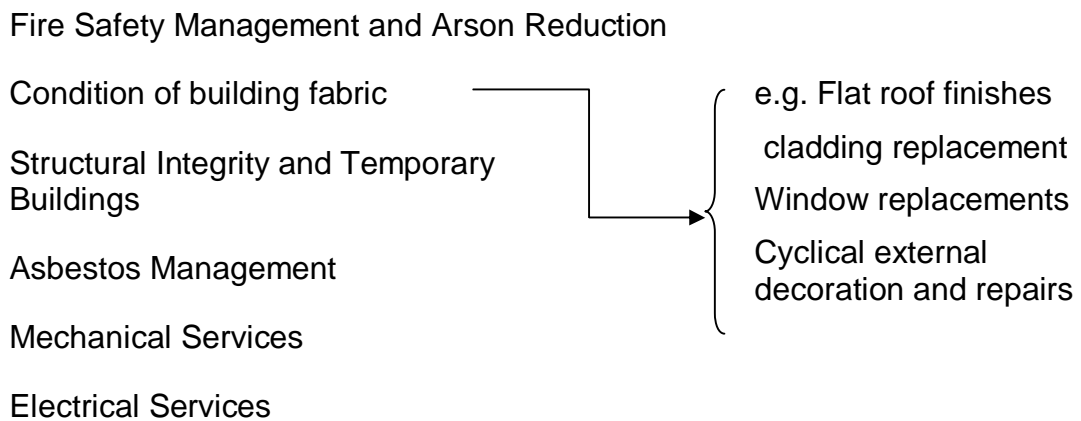 Fire Safety Management and Arson Reduction
Condition of building fabric
Structural Integrity and Temporary
Buildings
Asbestos Management
Mechanical Services
Electrical Services
e.g. Flat roof finishes
cladding replacement
Window replacements
Cyclical external
decoration and repairs